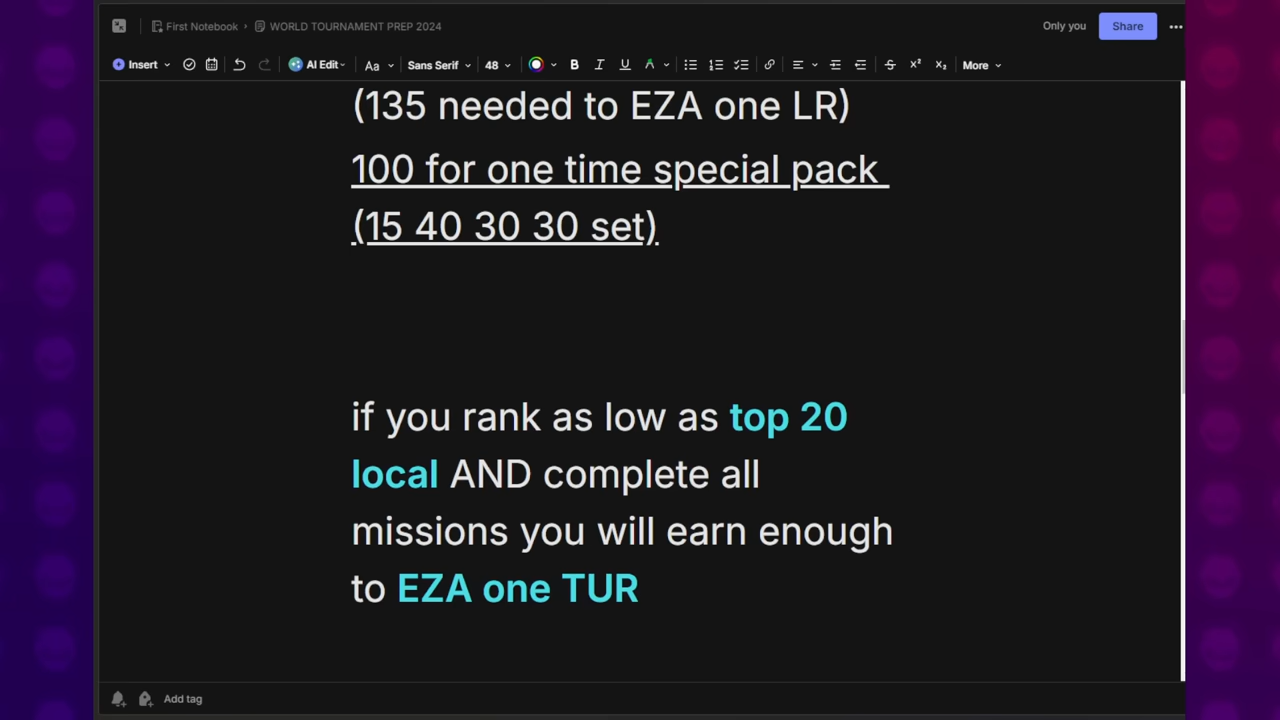 First Notebook › WORLD TOURNAMENT PREP 2024
Only you
Share
Insert
AI Edit
Aa
Sans Serif
48
B
I
U
A
S
X²
X₂
More
(135 needed to EZA one LR)
100 for one time special pack
(15 40 30 30 set)
if you rank as low as top 20
local AND complete all
missions you will earn enough
to EZA one TUR
Add tag